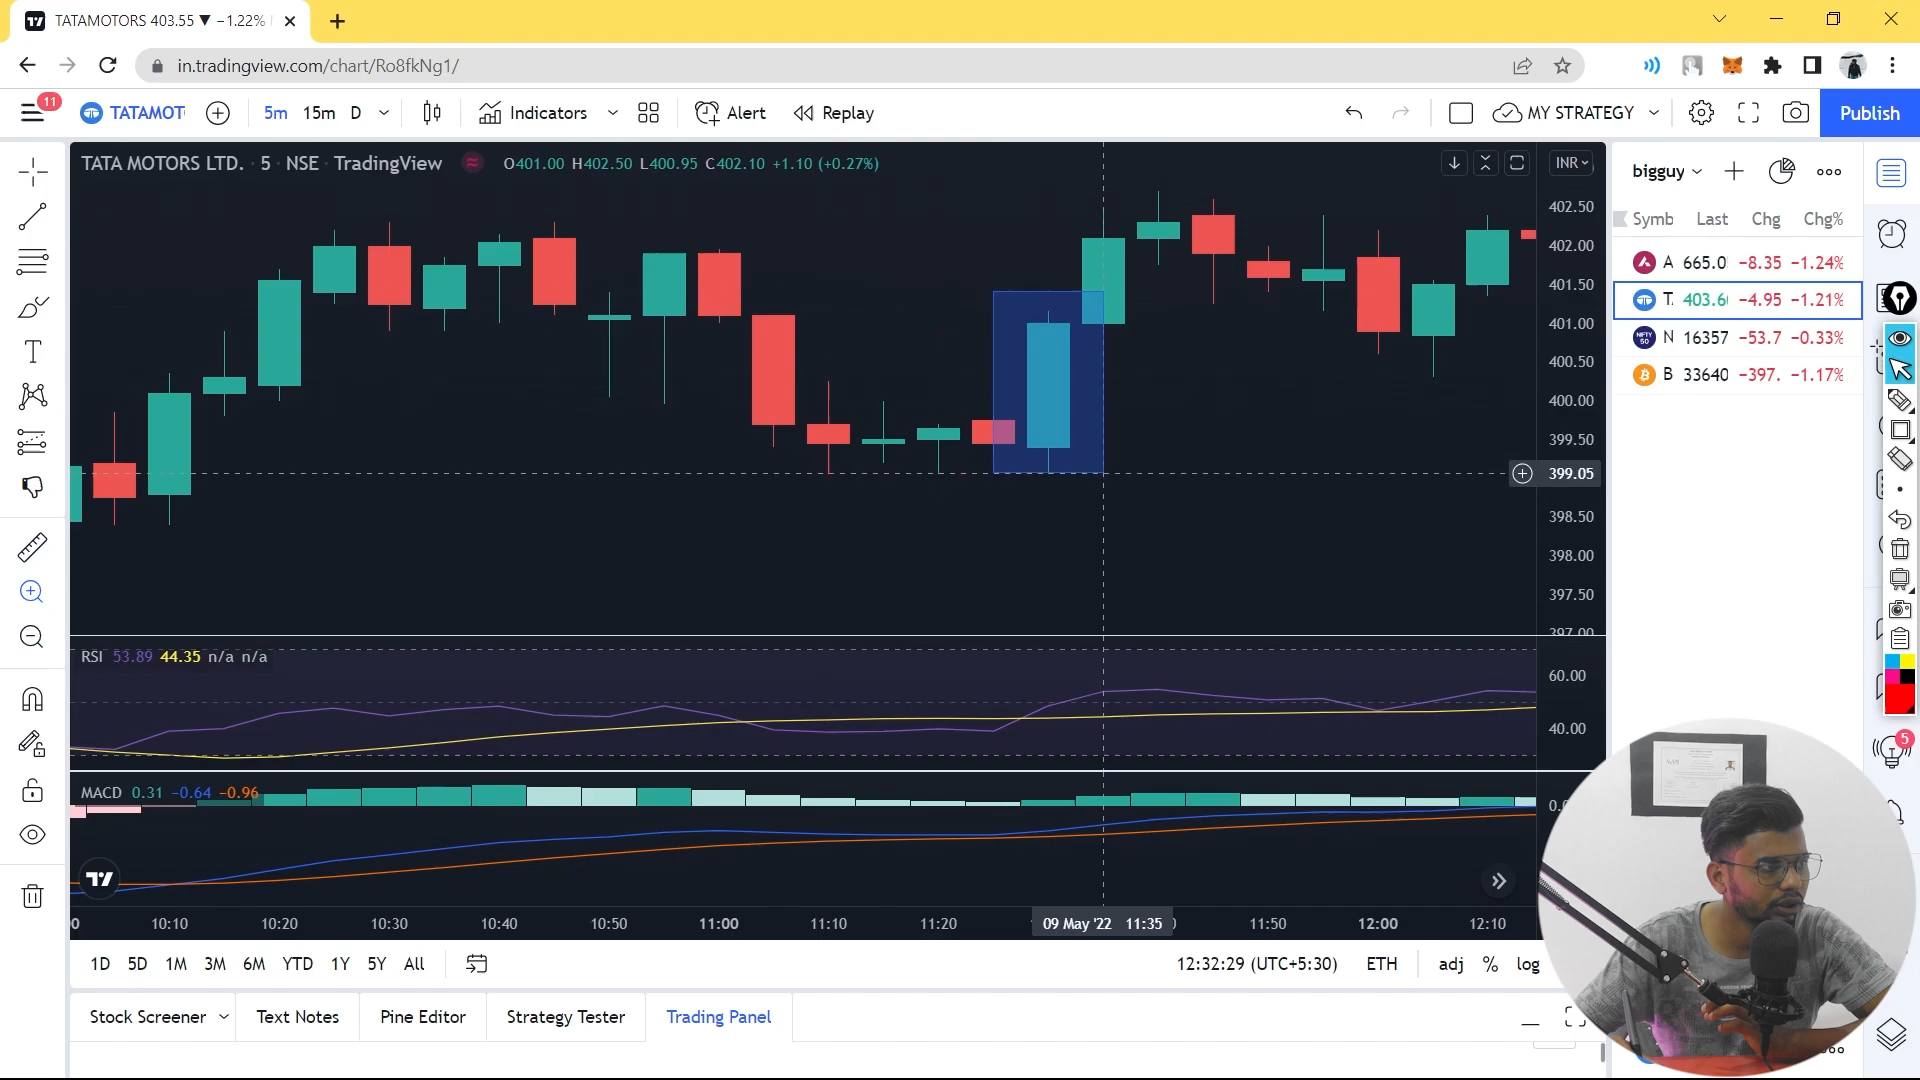 TATAMOTORS 403.55 ▼ −1.22%
in.tradingview.com/chart/Ro8fkNg1/
11
TATAMOT
5m 15m D
Indicators
Alert
Replay
MY STRATEGY
Publish
TATA MOTORS LTD. · 5 · NSE · TradingView
O401.00 H402.50 L400.95 C402.10 +1.10 (+0.27%)
INR
402.50
402.00
401.50
401.00
400.50
400.00
399.50
399.05
398.50
398.00
397.50
397.00
bigguy
Symb Last Chg Chg%
A 665.0 −8.35 −1.24%
T. 403.6 −4.95 −1.21%
NIFTY 50 N 16357 −53.7 −0.33%
B 33640 −397. −1.17%
RSI 53.89 44.35 n/a n/a
60.00
40.00
MACD 0.31 −0.64 −0.96
5
10:10 10:20 10:30 10:40 10:50 11:00 11:10 11:20 09 May '22 11:35 11:50 12:00 12:10
1D 5D 1M 3M 6M YTD 1Y 5Y All
12:32:29 (UTC+5:30) ETH adj % log
Stock Screener Text Notes Pine Editor Strategy Tester Trading Panel